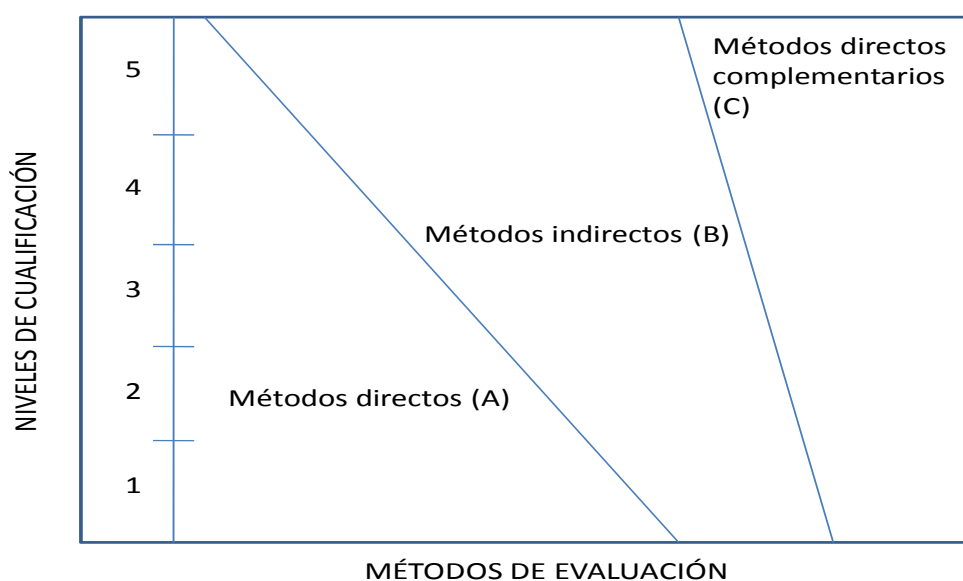 NIVELES DE CUALIFICACIÓN
5
4
3
2
1
Métodos directos
complementarios
(C)
Métodos indirectos (B)
Métodos directos (A)
MÉTODOS DE EVALUACIÓN